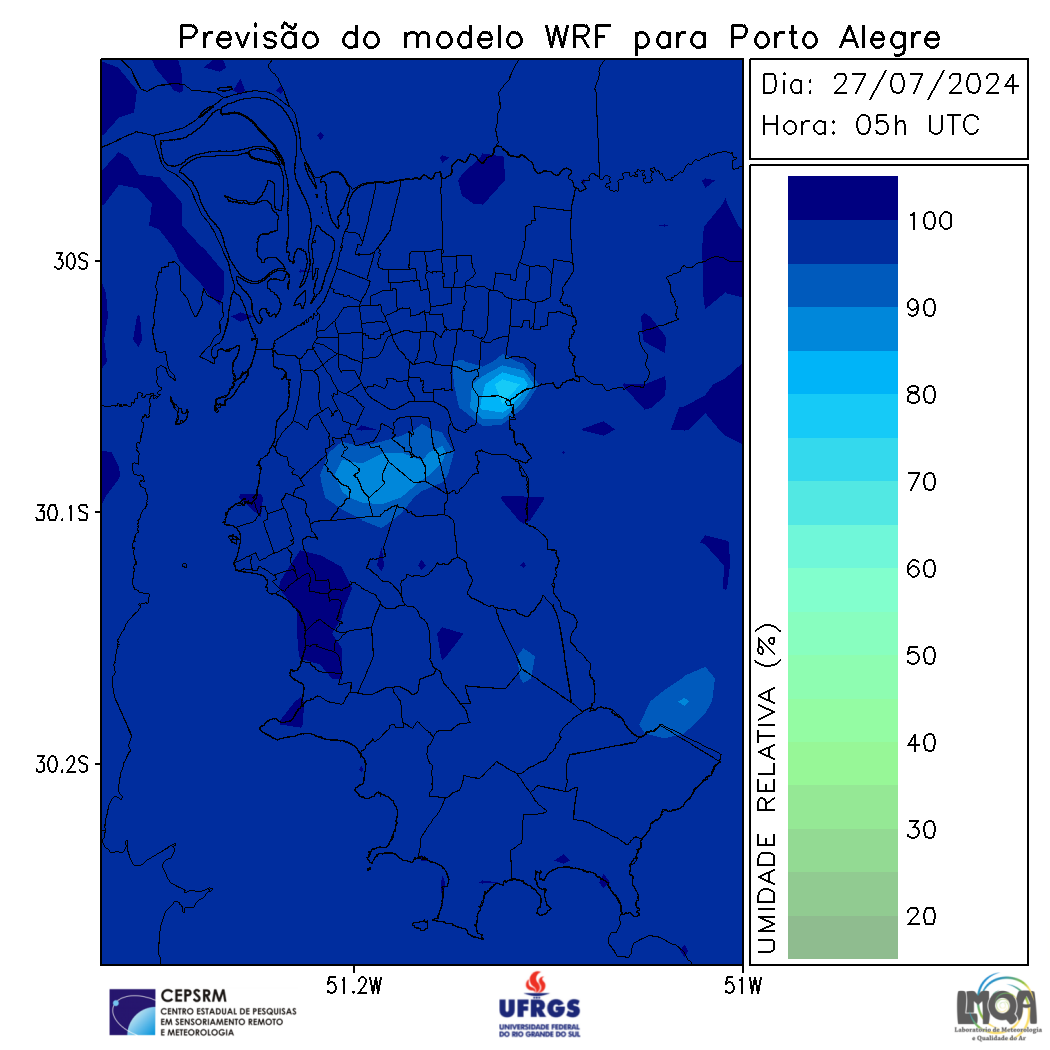 Previsão do modelo WRF para Porto Alegre
Dia: 27/07/2024
Hora: 05h UTC
30S
30.1S
30.2S
51.2W
51W
100
90
80
70
60
50
40
30
20
UMIDADE RELATIVA (%)
CEPSRM
CENTRO ESTADUAL DE PESQUISAS
EM SENSORIAMENTO REMOTO
E METEOROLOGIA
UFRGS
UNIVERSIDADE FEDERAL
DO RIO GRANDE DO SUL
LMQA
Laboratório de Meteorologia
e Qualidade do Ar